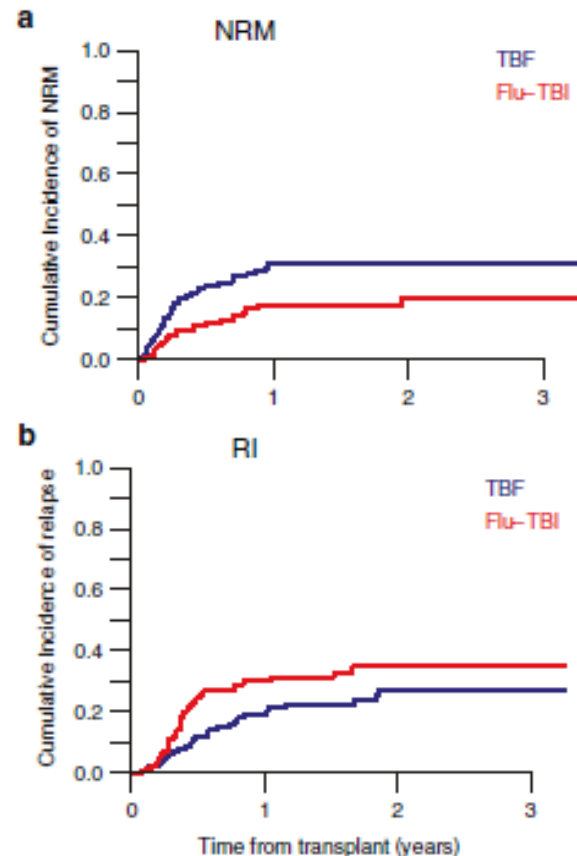 a
NRM
TBF
Flu–TBI
Cumulative Incidence of NRM
1.0
0.8
0.6
0.4
0.2
0.0
0 1 2 3
b
RI
TBF
Flu–TBI
Cumulative Incidence of relapse
1.0
0.8
0.6
0.4
0.2
0.0
0 1 2 3
Time from transplant (years)